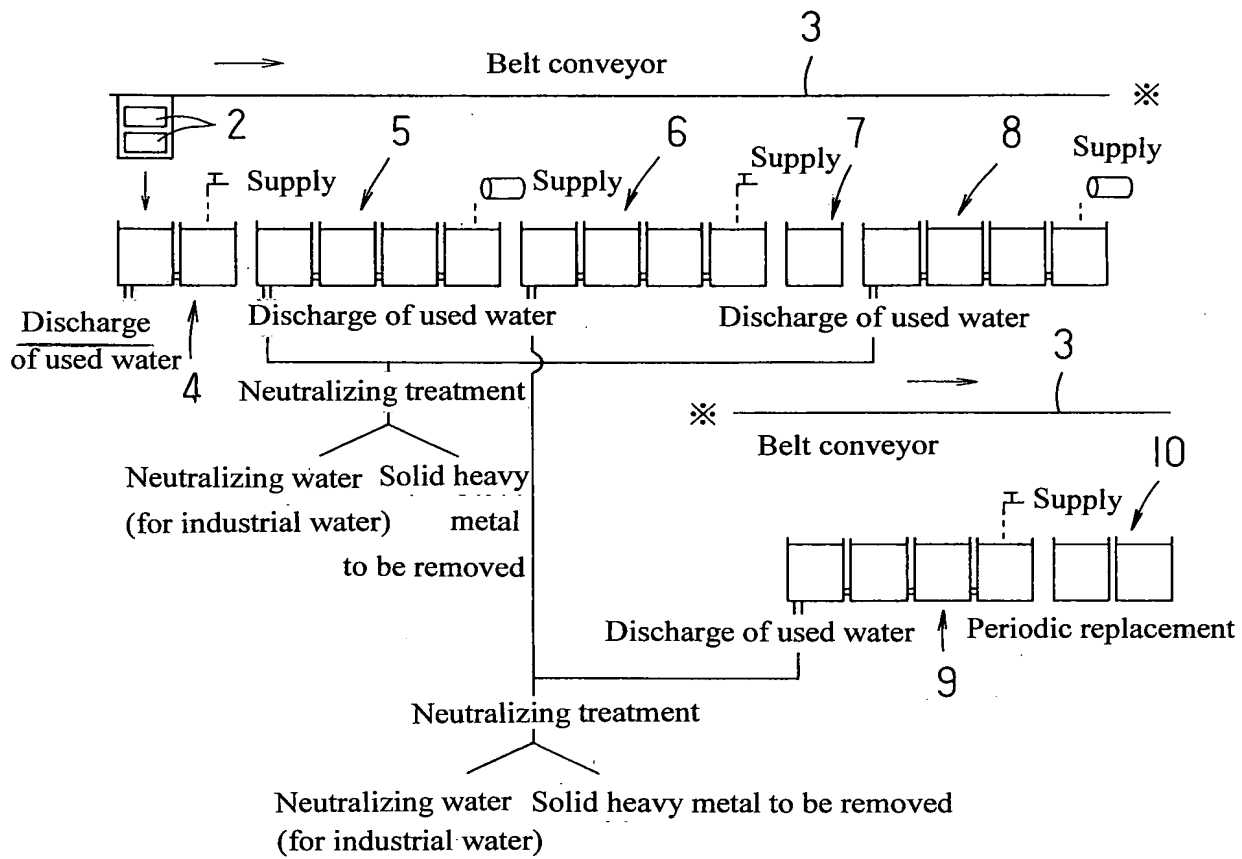 3
Belt conveyor
※
2
5
6
7
8
Supply
Supply
Supply
Supply
Discharge
of used water
Discharge of used water
Discharge of used water
4
Neutralizing treatment
3
※
Belt conveyor
Neutralizing water
(for industrial water)
Solid heavy
metal
to be removed
10
Supply
Discharge of used water
Periodic replacement
9
Neutralizing treatment
Neutralizing water
(for industrial water)
Solid heavy metal to be removed